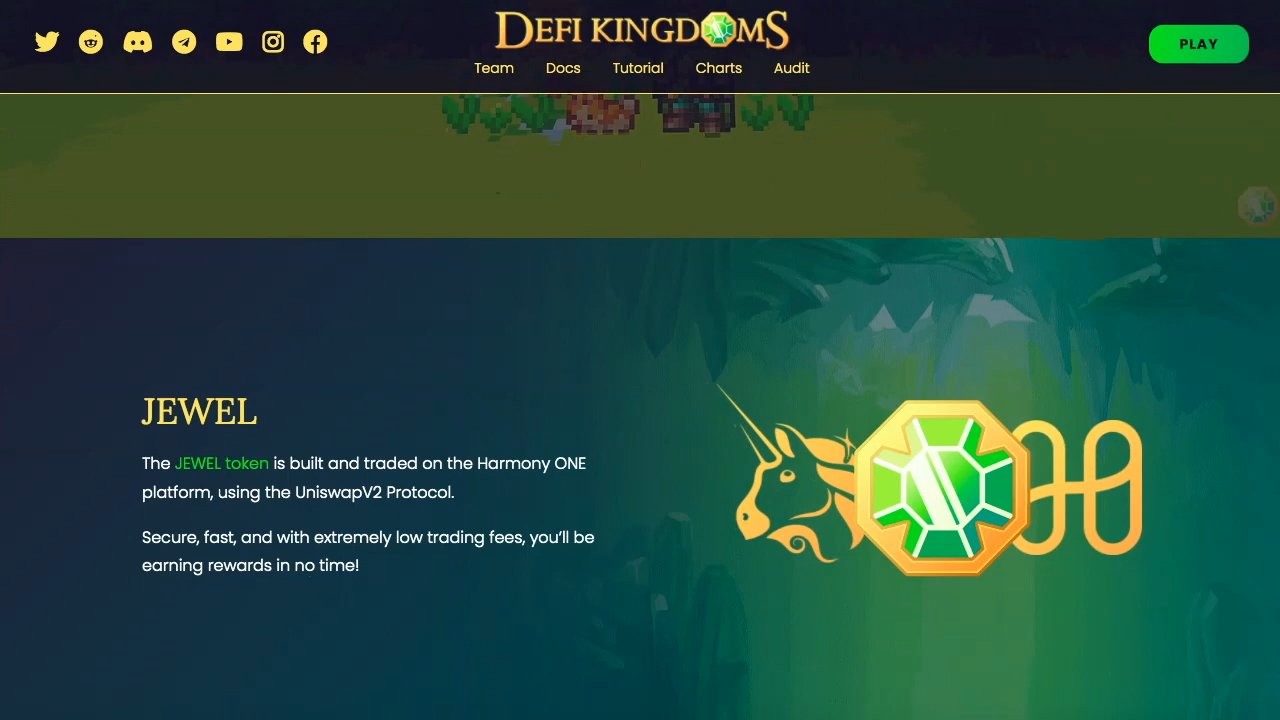 DEFI KINGDOMS
PLAY
Team Docs Tutorial Charts Audit
JEWEL
The JEWEL token is built and traded on the Harmony ONE
platform, using the UniswapV2 Protocol.
Secure, fast, and with extremely low trading fees, you’ll be
earning rewards in no time!